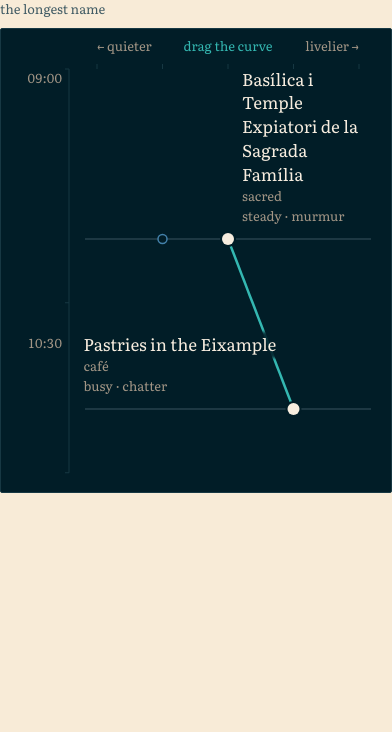 the longest name
← quieter drag the curve livelier →
09:00
Basílica i
Temple
Expiatori de la
Sagrada
Família
sacred
steady · murmur
10:30 Pastries in the Eixample
café
busy · chatter